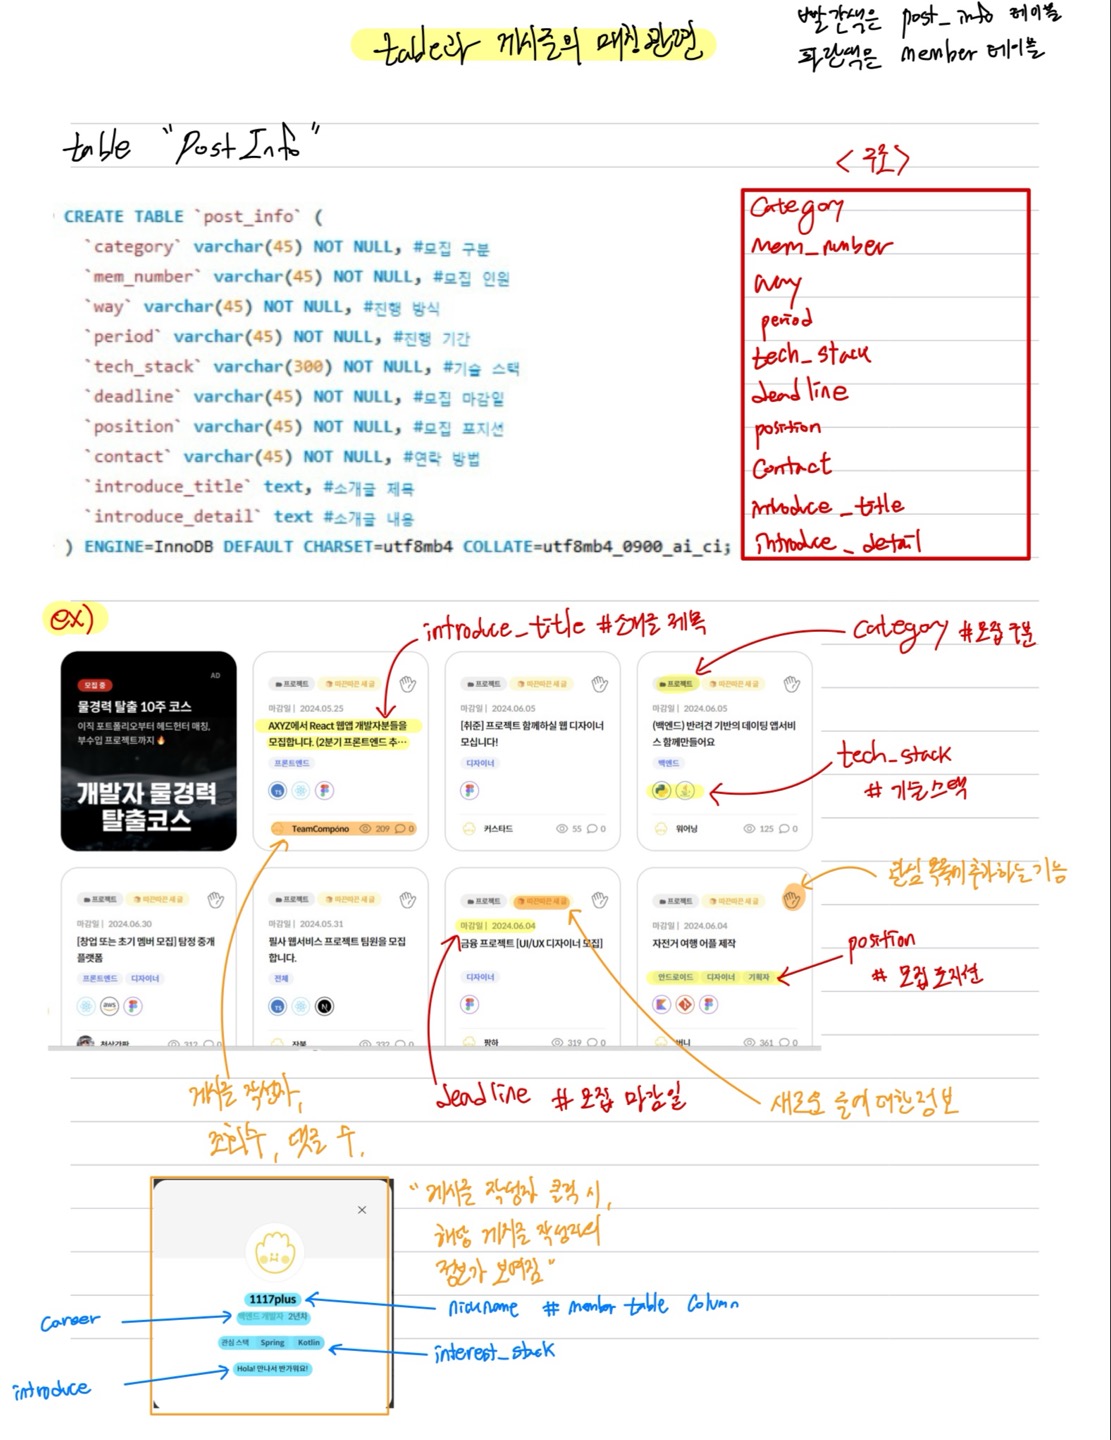 table과 게시글의 매칭관련
빨간색은 post_info 테이블
파란색은 member 테이블
table "Post Info"
<구조>
CREATE TABLE `post_info` (
`category` varchar(45) NOT NULL, #모집 구분
`mem_number` varchar(45) NOT NULL, #모집 인원
`way` varchar(45) NOT NULL, #진행 방식
`period` varchar(45) NOT NULL, #진행 기간
`tech_stack` varchar(300) NOT NULL, #기술 스택
`deadline` varchar(45) NOT NULL, #모집 마감일
`position` varchar(45) NOT NULL, #모집 포지션
`contact` varchar(45) NOT NULL, #연락 방법
`introduce_title` text, #소개글 제목
`introduce_detail` text #소개글 내용
) ENGINE=InnoDB DEFAULT CHARSET=utf8mb4 COLLATE=utf8mb4_0900_ai_ci;
Category
mem_number
way
period
tech_stack
deadline
position
Contact
introduce_title
introduce_detail
ex)
introduce_title #소개글 제목
category #모집 구분
AD
모집 중
물경력 탈출 10주 코스
이직 포트폴리오부터 헤드헌터 매칭,
부수입 프로젝트까지🔥
개발자 물경력
탈출코스
프로젝트 따끈따끈 새 글
마감일 | 2024.05.25
AXYZ에서 React 웹앱 개발자분들을
모집합니다. (2분기 프론트엔드 추…
프론트엔드
TS
TeamCompóno 209 0
프로젝트 따끈따끈 새 글
마감일 | 2024.06.05
[취준] 프로젝트 함께하실 웹 디자이너
모십니다!
디자이너
커스타드 55 0
프로젝트 따끈따끈 새 글
마감일 | 2024.06.05
(백엔드) 반려견 기반의 데이팅 앱서비
스 함께만들어요
백엔드
워어닝 125 0
tech_stack
# 기술스택
프로젝트 따끈따끈 새 글
마감일 | 2024.06.30
[창업 또는 초기 멤버 모집] 탐정 중개
플랫폼
프론트엔드 디자이너
aws
312 0
프로젝트 따끈따끈 새 글
마감일 | 2024.05.31
필사 웹서비스 프로젝트 팀원을 모집
합니다.
전체
TS N
332 0
프로젝트 따끈따끈 새 글
마감일 | 2024.06.04
금융 프로젝트 [UI/UX 디자이너 모집]
디자이너
팡하 319 0
프로젝트 따끈따끈 새 글
마감일 | 2024.06.04
자전거 여행 어플 제작
안드로이드 디자이너 기획자
버니 361 0
관심 목록에 추가하는 기능
position
# 모집 포지션
게시글 작성자,
조회수, 댓글 수.
deadline # 모집 마감일
새로운 글에 대한 정보
"게시글 작성자 클릭 시,
해당 게시글 작성자의
정보가 보여짐"
1117plus
백엔드 개발자 2년차
관심 스택 Spring Kotlin
Hola! 만나서 반가워요!
nickname # member table Column
career
interest_stack
introduce